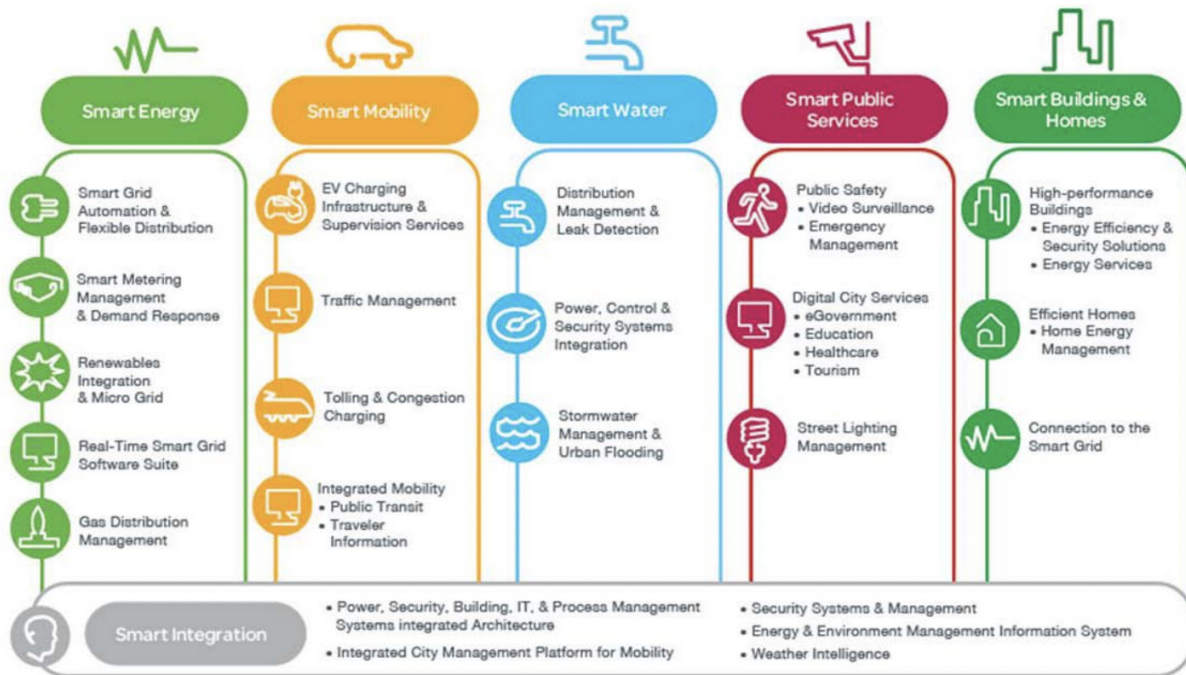 Smart Energy
Smart Grid
Automation &
Flexible Distribution
Smart Metering
Management
& Demand Response
Renewables
Integration
& Micro Grid
Real-Time Smart Grid
Software Suite
Gas Distribution
Management
Smart Mobility
EV Charging
Infrastructure &
Supervision Services
Traffic Management
Tolling & Congestion
Charging
Integrated Mobility
• Public Transit
• Traveler
Information
Smart Water
Distribution
Management &
Leak Detection
Power, Control &
Security Systems
Integration
Stormwater
Management &
Urban Flooding
Smart Public
Services
Public Safety
• Video Surveillance
• Emergency
Management
Digital City Services
• eGovernment
• Education
• Healthcare
• Tourism
Street Lighting
Management
Smart Buildings &
Homes
High-performance
Buildings
• Energy Efficiency &
Security Solutions
• Energy Services
Efficient Homes
• Home Energy
Management
Connection to the
Smart Grid
Smart Integration
• Power, Security, Building, IT, & Process Management
Systems integrated Architecture
• Integrated City Management Platform for Mobility
• Security Systems & Management
• Energy & Environment Management Information System
• Weather Intelligence